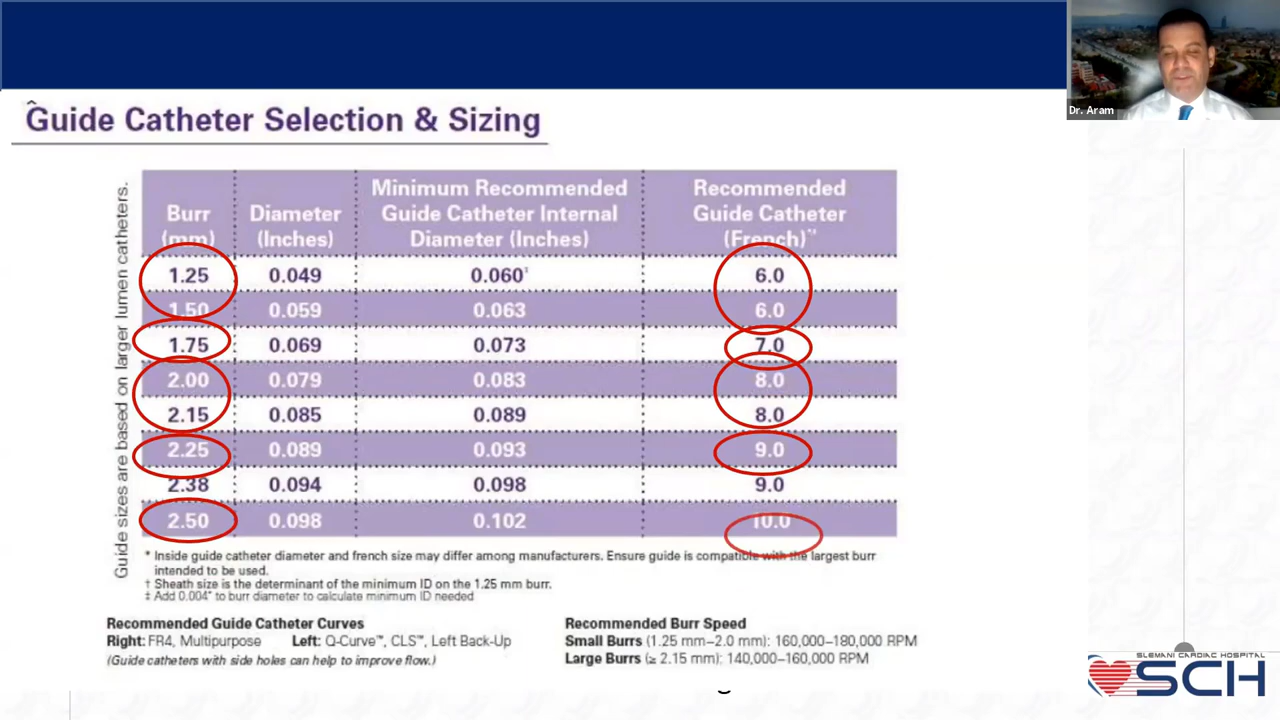 Dr. Aram
Guide Catheter Selection & Sizing
Guide sizes are based on larger lumen catheters.
Burr (mm) Diameter (Inches) Minimum Recommended Guide Catheter Internal Diameter (Inches) Recommended Guide Catheter (French)**
1.25 0.049 0.060‡ 6.0
1.50 0.059 0.063 6.0
1.75 0.069 0.073 7.0
2.00 0.079 0.083 8.0
2.15 0.085 0.089 8.0
2.25 0.089 0.093 9.0
2.38 0.094 0.098 9.0
2.50 0.098 0.102 10.0
* Inside guide catheter diameter and french size may differ among manufacturers. Ensure guide is compatible with the largest burr
intended to be used.
† Sheath size is the determinant of the minimum ID on the 1.25 mm burr.
‡ Add 0.004" to burr diameter to calculate minimum ID needed
Recommended Guide Catheter Curves
Right: FR4, Multipurpose Left: Q-Curve™, CLS™, Left Back-Up
(Guide catheters with side holes can help to improve flow.)
Recommended Burr Speed
Small Burrs (1.25 mm–2.0 mm): 160,000–180,000 RPM
Large Burrs (≥ 2.15 mm): 140,000–160,000 RPM
SLEMANI CARDIAC HOSPITAL
SCH